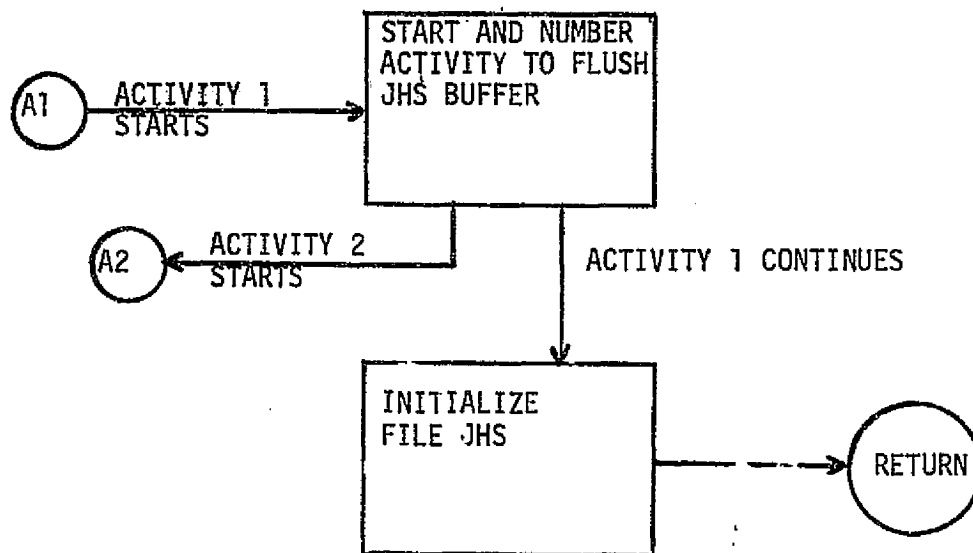 START AND NUMBER
ACTIVITY TO FLUSH
JHS BUFFER
A1
ACTIVITY 1
STARTS
A2
ACTIVITY 2
STARTS
ACTIVITY 1 CONTINUES
INITIALIZE
FILE JHS
RETURN